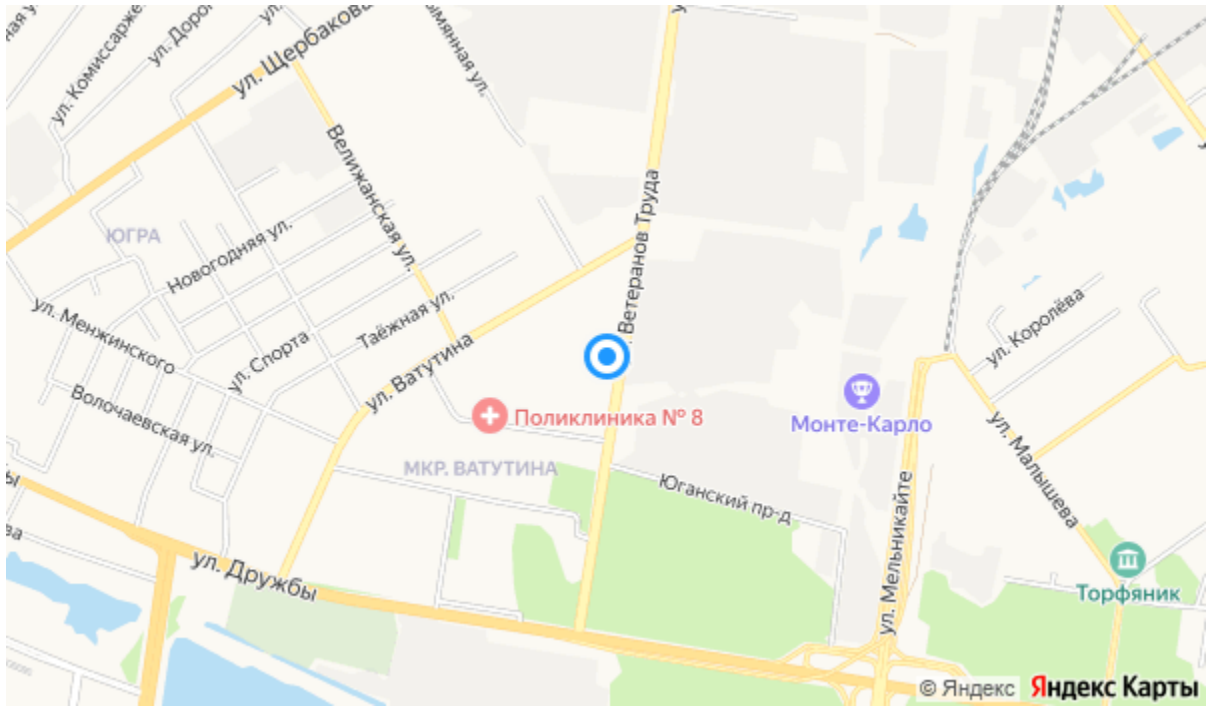 ул. Комиссарже
ул. Доро
ул. Щербакова
ымянная ул.
Велижанская ул.
Ветеранов Труда
ЮГРА
Новогодняя ул.
ул. Менжинского
Таёжная ул.
ул. Спорта
ул. Королёва
ул. Ватутина
Волочаевская ул.
Поликлиника № 8
Монте-Карло
МКР. ВАТУТИНА
Юганский пр-д
ул. Малышева
ул. Мельникайте
ул. Дружбы
Торфяник
© Яндекс Яндекс Карты